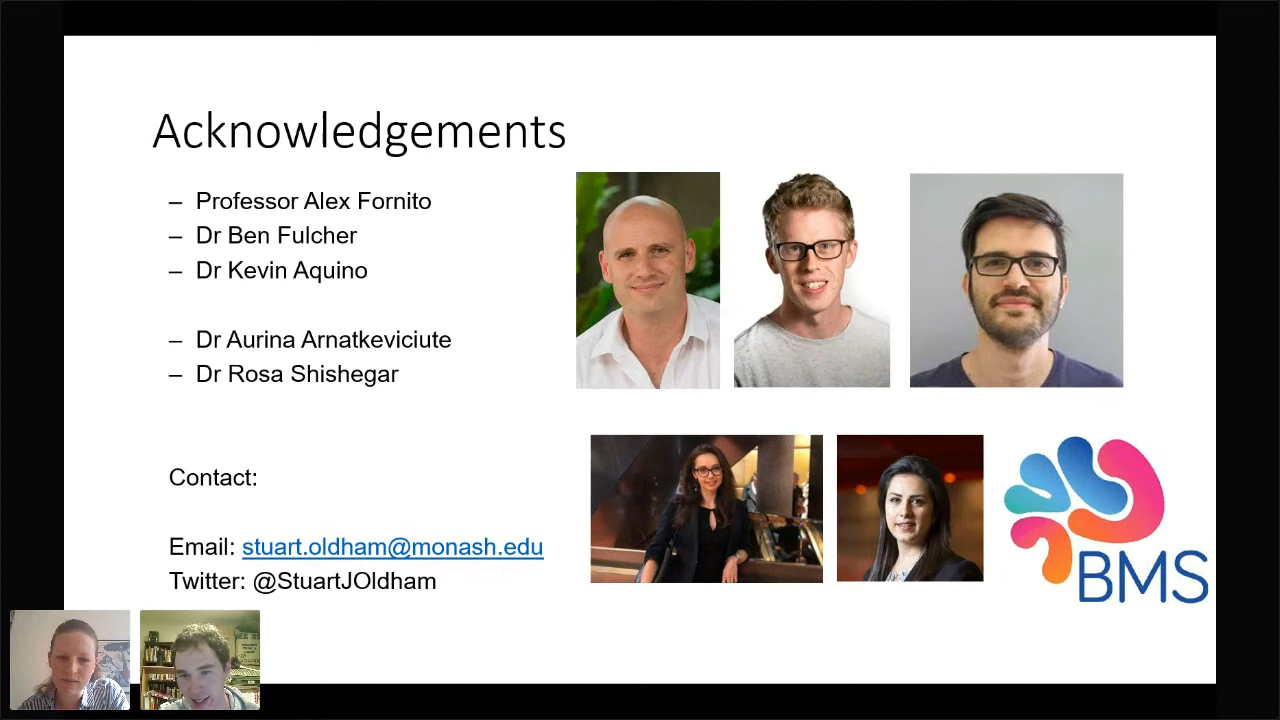 Acknowledgements
– Professor Alex Fornito
– Dr Ben Fulcher
– Dr Kevin Aquino
– Dr Aurina Arnatkeviciute
– Dr Rosa Shishegar
Contact:
Email: stuart.oldham@monash.edu
Twitter: @StuartJOldham
BMS